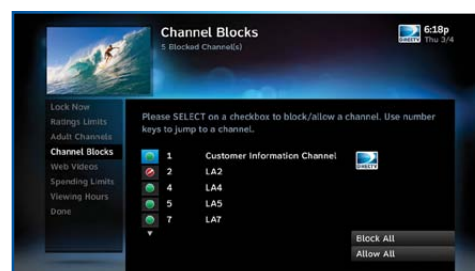 Channel Blocks
5 Blocked Channel(s)
DIRECTV
6:18p
Thu 3/4
Lock Now
Ratings Limits
Adult Channels
Channel Blocks
Web Videos
Spending Limits
Viewing Hours
Done
Please SELECT on a checkbox to block/allow a channel. Use number
keys to jump to a channel.
1 Customer Information Channel DIRECTV
2 LA2
4 LA4
5 LA5
7 LA7
Block All
Allow All